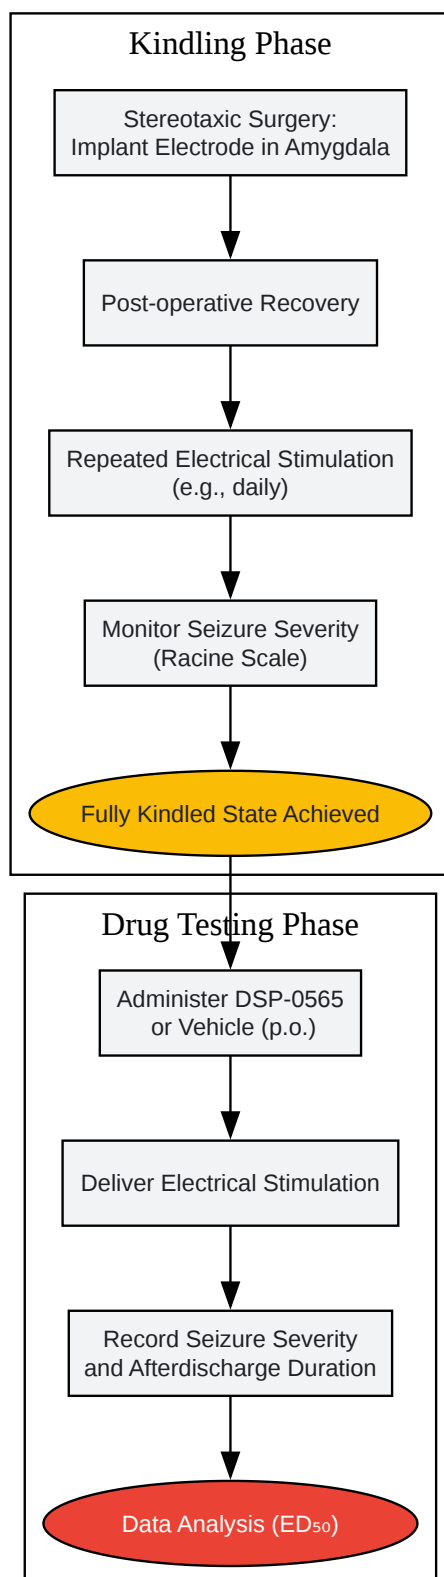 Kindling Phase
Stereotaxic Surgery:
Implant Electrode in Amygdala
Post-operative Recovery
Repeated Electrical Stimulation
(e.g., daily)
Monitor Seizure Severity
(Racine Scale)
Fully Kindled State Achieved
Drug Testing Phase
Administer DSP-0565
or Vehicle (p.o.)
Deliver Electrical Stimulation
Record Seizure Severity
and Afterdischarge Duration
Data Analysis (ED₅₀)